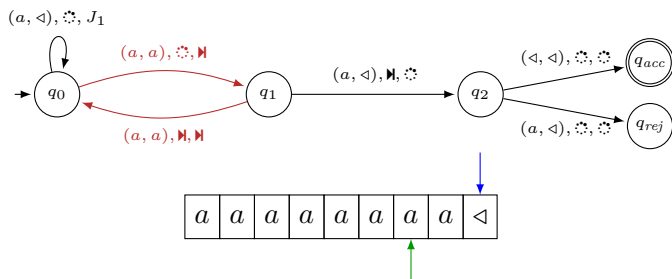 (a, a), ◌, ⏭
(a, ◁), ◌, J₁
q₀
q₁
q₂
q_acc
q_rej
(a, a), ⏭, ⏭
(a, ◁), ⏭, ◌
(◁, ◁), ◌, ◌
(a, ◁), ◌, ◌
a a a a a a a a ◁